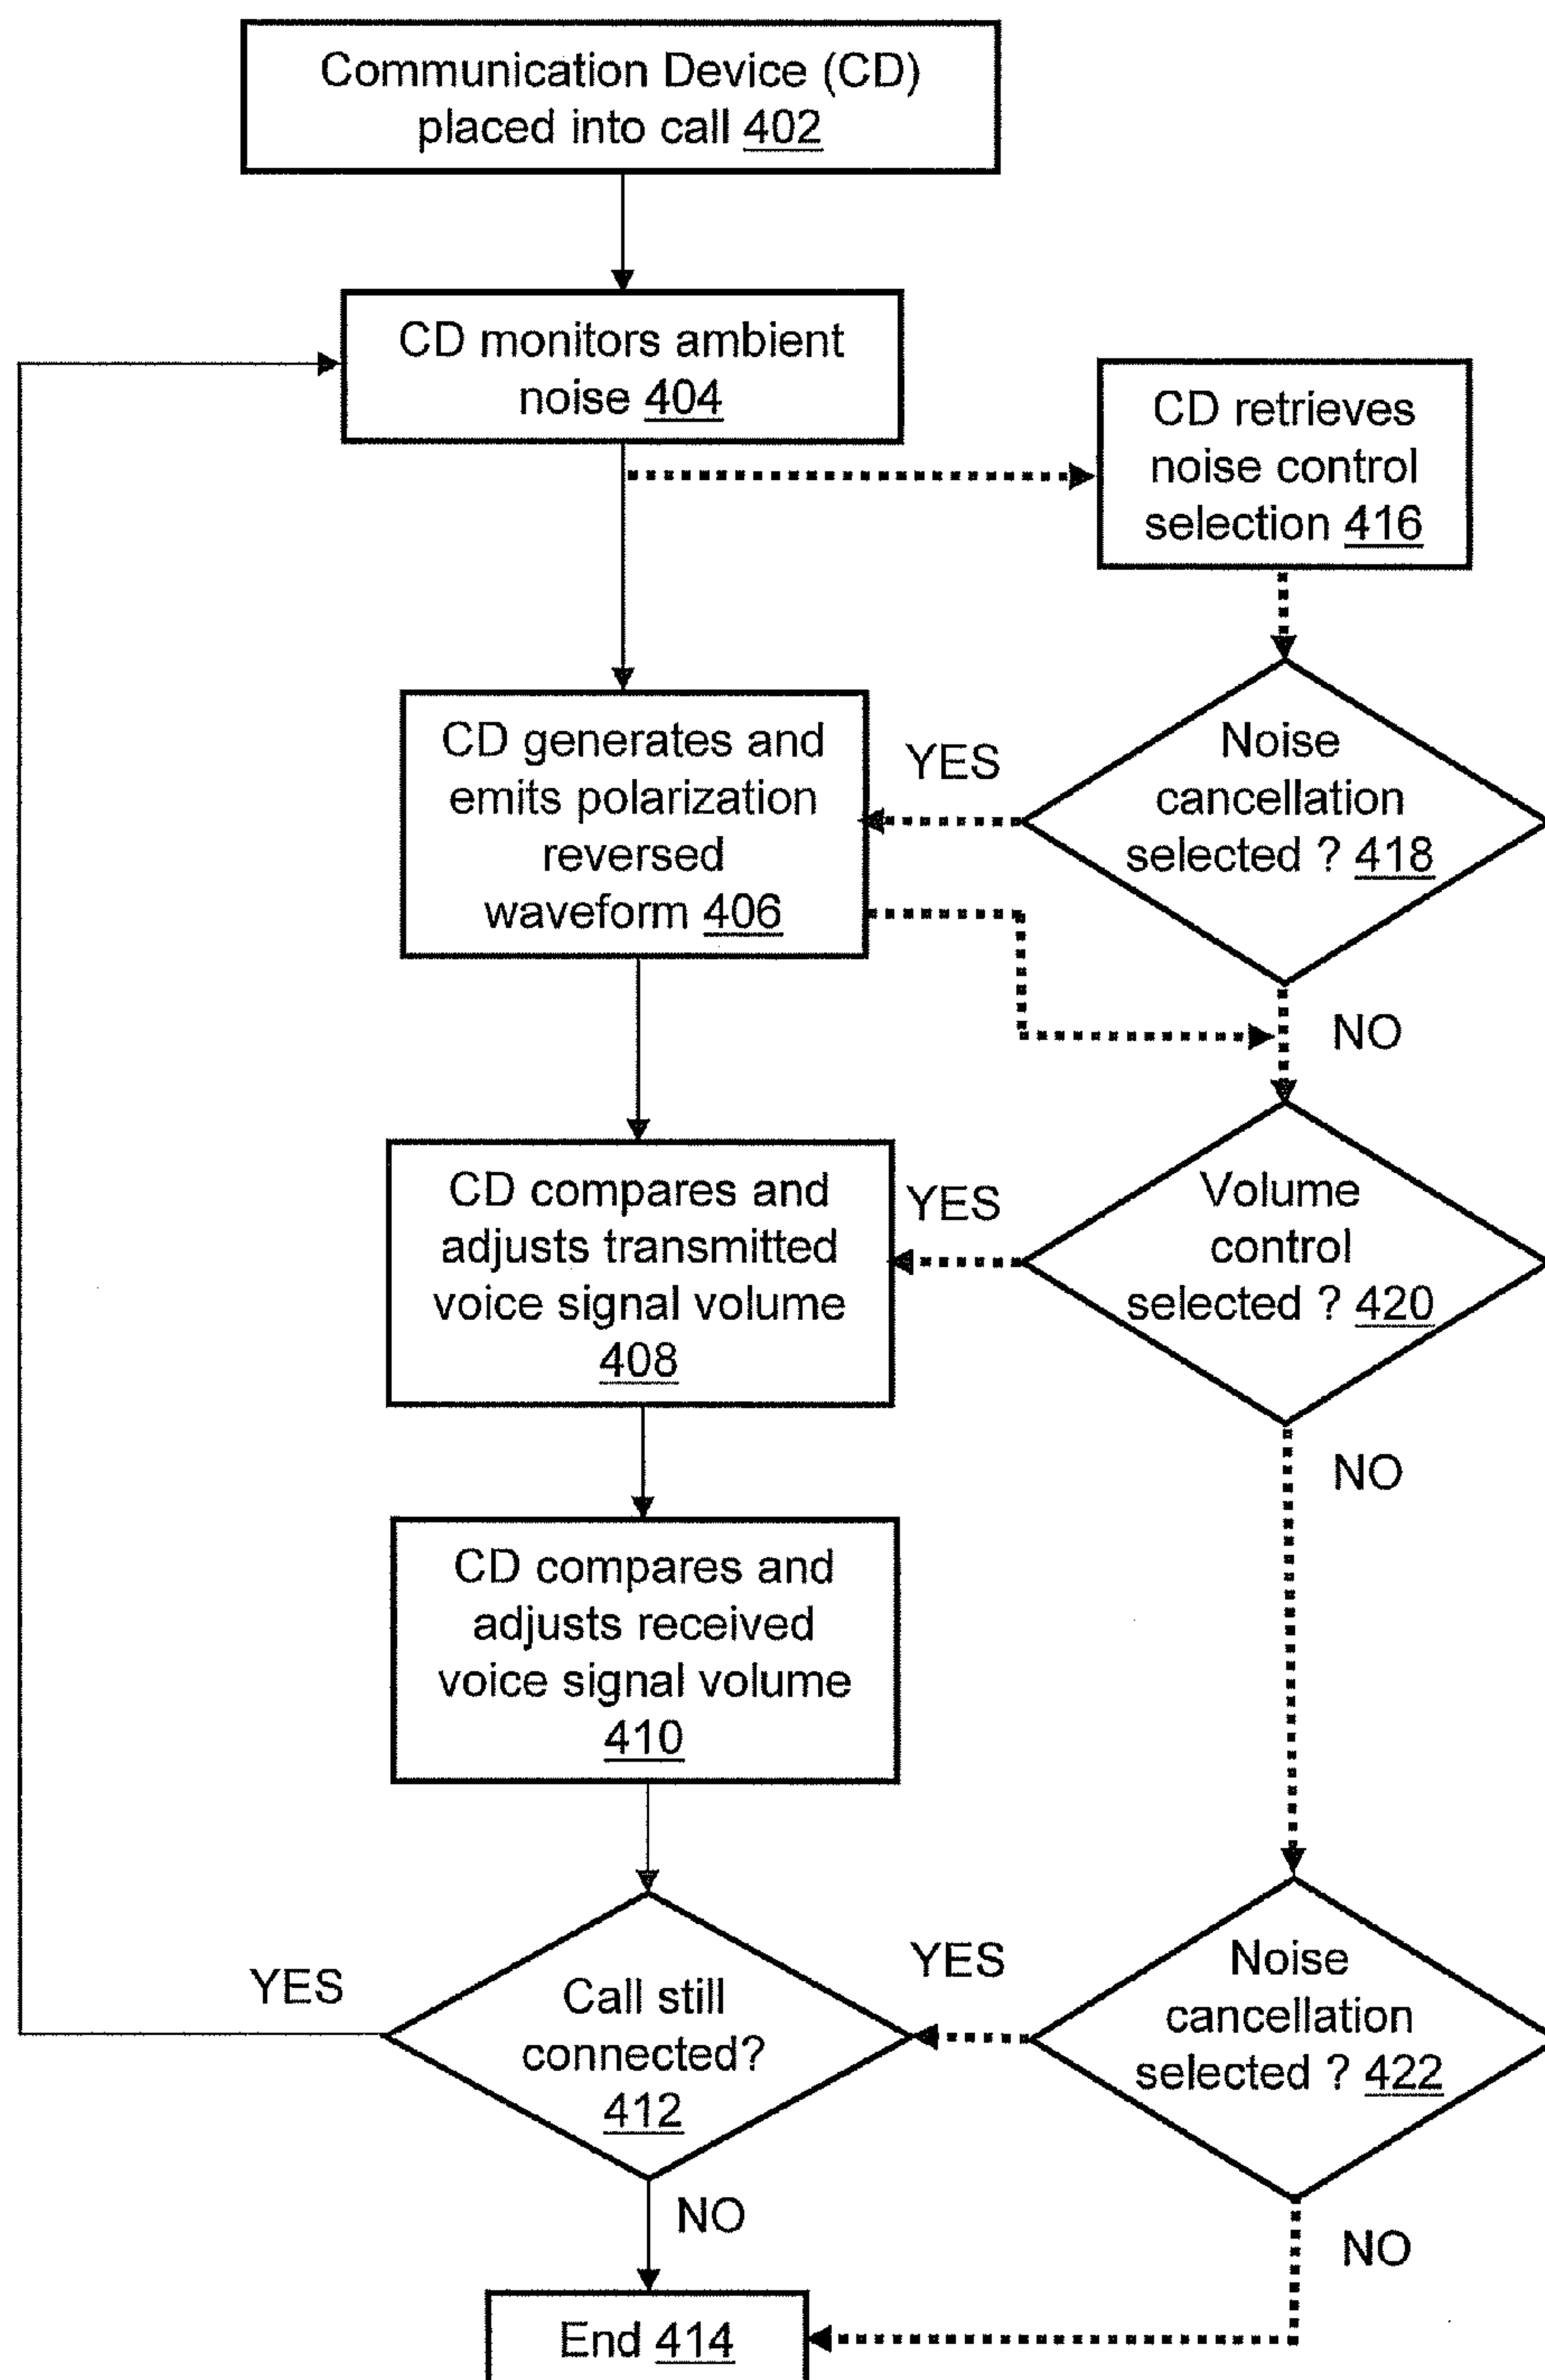 Communication Device (CD)
placed into call 402
CD monitors ambient
noise 404
CD retrieves
noise control
selection 416
CD generates and
emits polarization
reversed
waveform 406
YES
Noise
cancellation
selected ? 418
NO
CD compares and
adjusts transmitted
voice signal volume
408
YES
Volume
control
selected ? 420
NO
CD compares and
adjusts received
voice signal volume
410
YES
Call still
connected?
412
YES
Noise
cancellation
selected ? 422
NO
NO
End 414